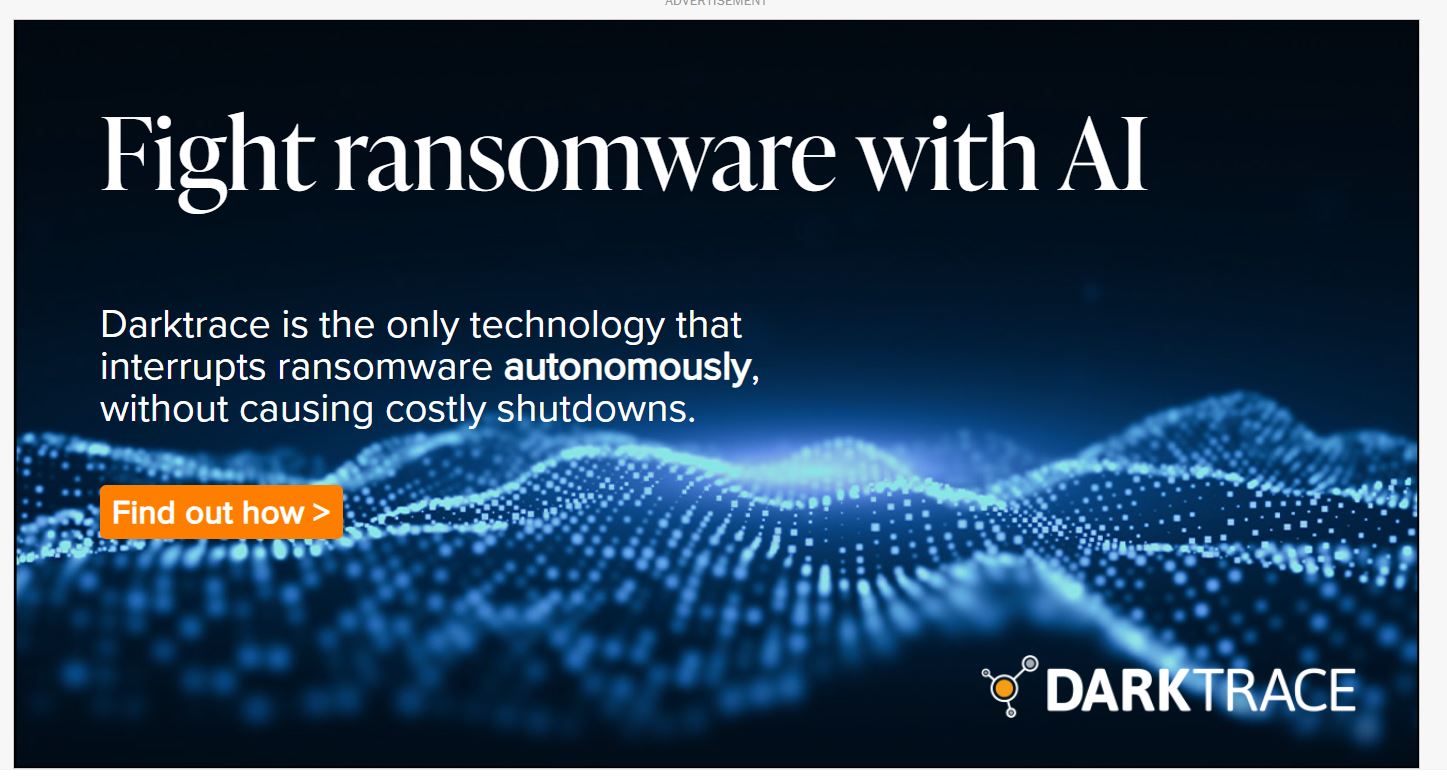 ADVERTISEMENT
Fight ransomware with AI
Darktrace is the only technology that
interrupts ransomware autonomously,
without causing costly shutdowns.
Find out how >
DARKTRACE